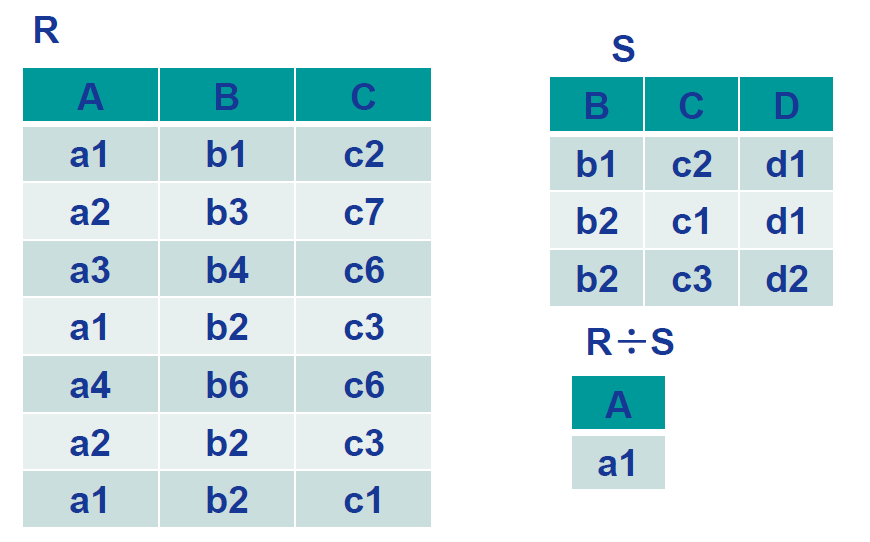 R
A B C
a1 b1 c2
a2 b3 c7
a3 b4 c6
a1 b2 c3
a4 b6 c6
a2 b2 c3
a1 b2 c1
S
B C D
b1 c2 d1
b2 c1 d1
b2 c3 d2
R÷S
A
a1